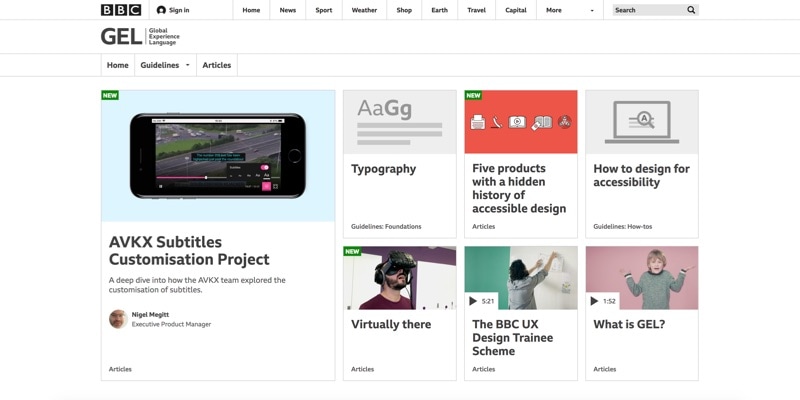 BBC Sign in Home News Sport Weather Shop Earth Travel Capital More Search
GEL Global
Experience
Language
Home Guidelines Articles
NEW
AVKX Subtitles
Customisation Project
A deep dive into how the AVKX team explored the
customisation of subtitles.
Nigel Megitt
Executive Product Manager
Articles
AaGg
Typography
Guidelines: Foundations
NEW
Five products
with a hidden
history of
accessible design
Articles
A
How to design for
accessibility
Guidelines: How-tos
NEW
Virtually there
Articles
5:21
The BBC UX
Design Trainee
Scheme
Articles
1:52
What is GEL?
Articles